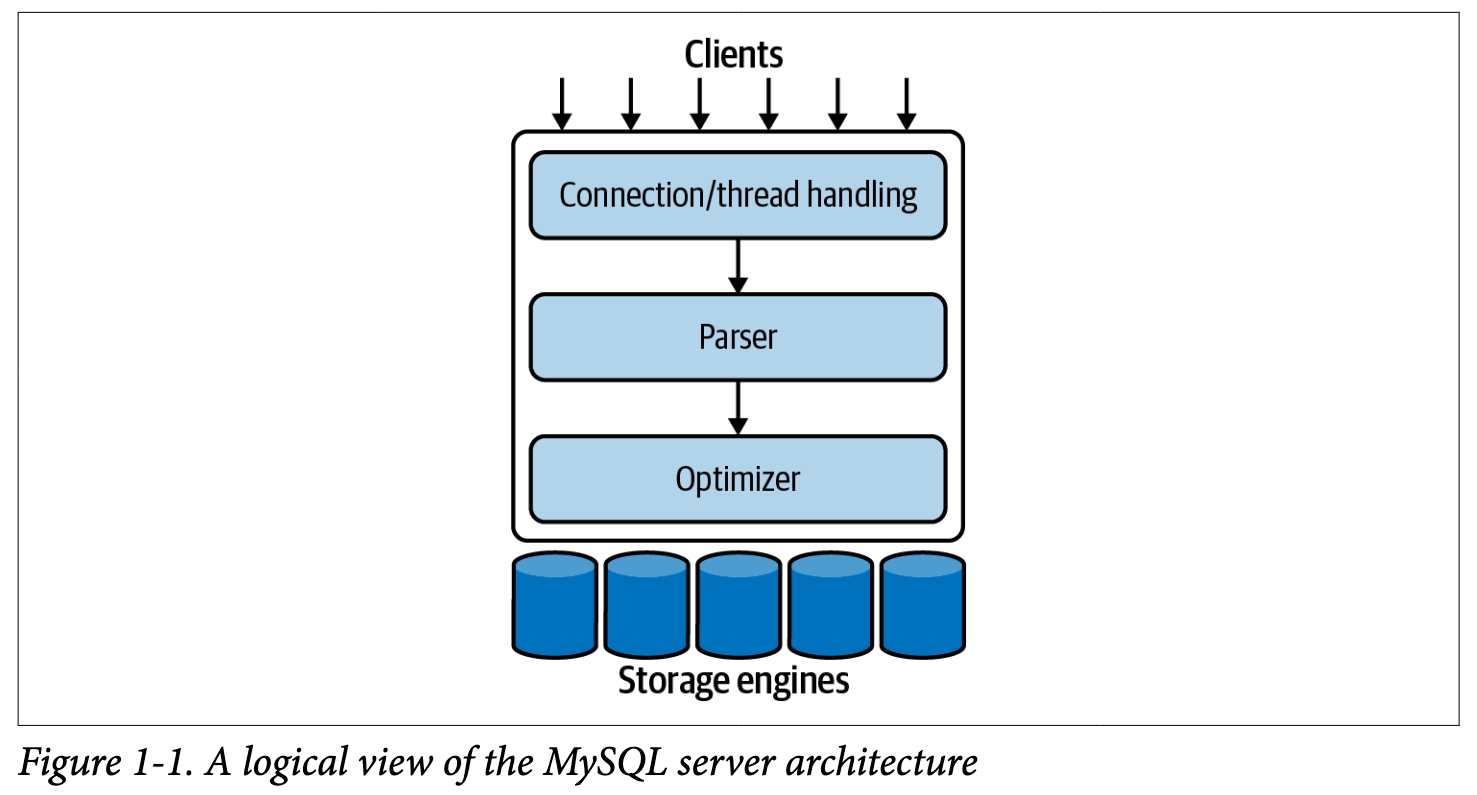 Clients
Connection/thread handling
Parser
Optimizer
Storage engines
Figure 1-1. A logical view of the MySQL server architecture